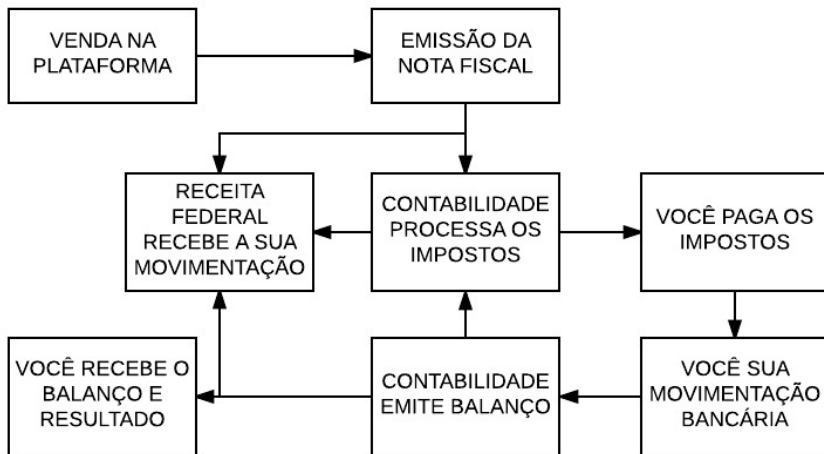 VENDA NA
PLATAFORMA
EMISSÃO DA
NOTA FISCAL
RECEITA
FEDERAL
RECEBE A SUA
MOVIMENTAÇÃO
CONTABILIDADE
PROCESSA OS
IMPOSTOS
VOCÊ PAGA OS
IMPOSTOS
VOCÊ RECEBE O
BALANÇO E
RESULTADO
CONTABILIDADE
EMITE BALANÇO
VOCÊ SUA
MOVIMENTAÇÃO
BANCÁRIA